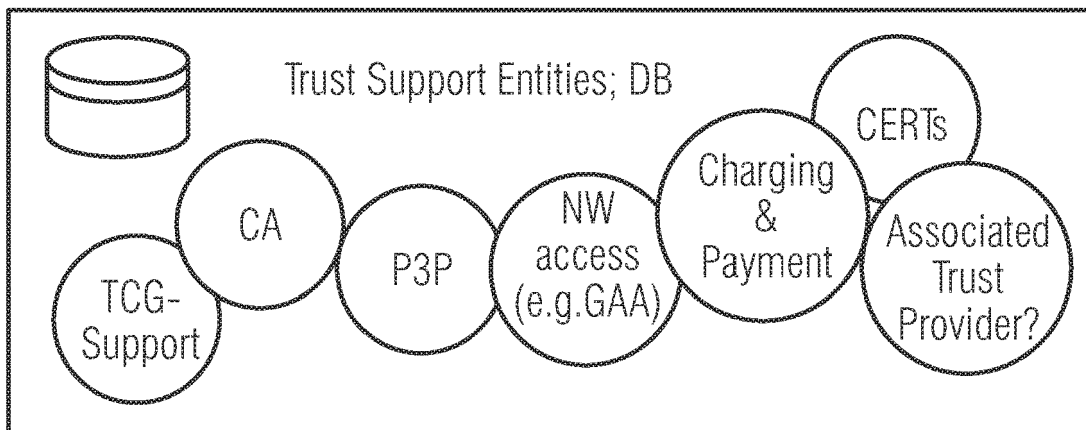 Trust Support Entities; DB
TCG-
Support
CA
P3P
NW
access
(e.g.GAA)
Charging
&
Payment
CERTs
Associated
Trust
Provider?